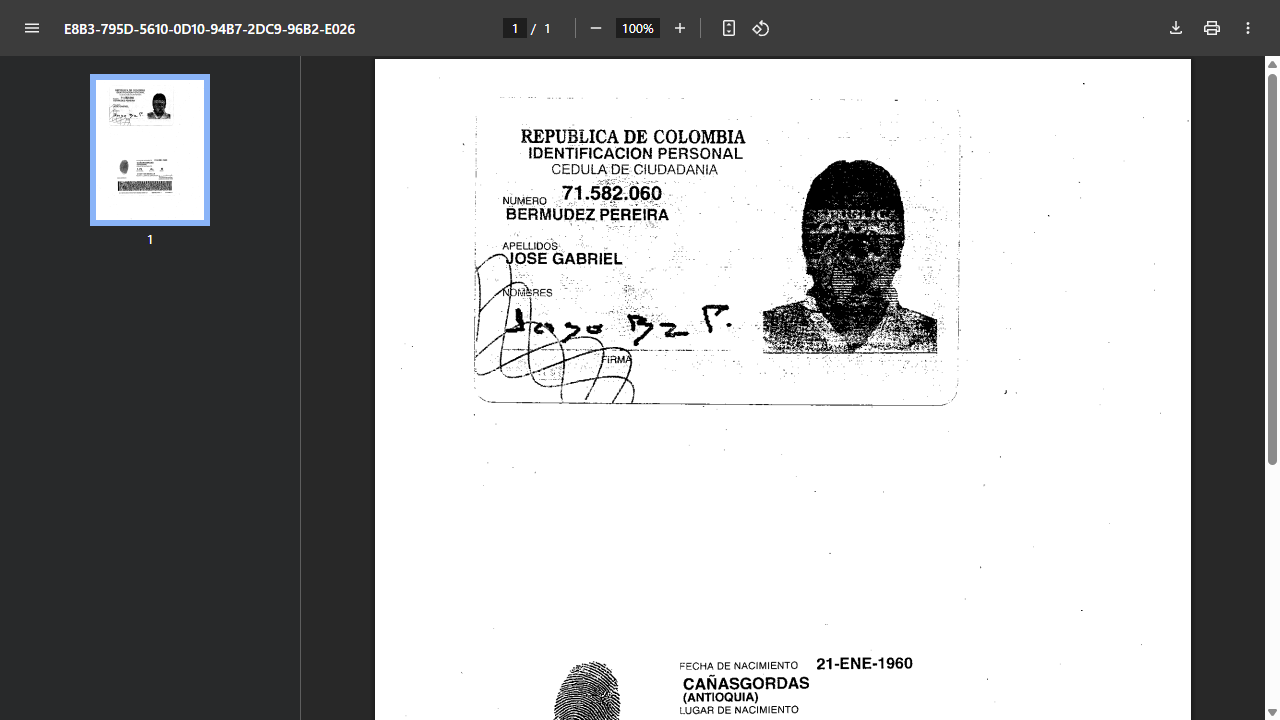 E8B3-795D-5610-0D10-94B7-2DC9-96B2-E026
1 / 1
100%
1
REPUBLICA DE COLOMBIA
IDENTIFICACION PERSONAL
CEDULA DE CIUDADANIA
NUMERO 71.582.060
BERMUDEZ PEREIRA
APELLIDOS
JOSE GABRIEL
NOMBRES
FIRMA
FECHA DE NACIMIENTO 21-ENE-1960
CAÑASGORDAS
(ANTIOQUIA)
LUGAR DE NACIMIENTO